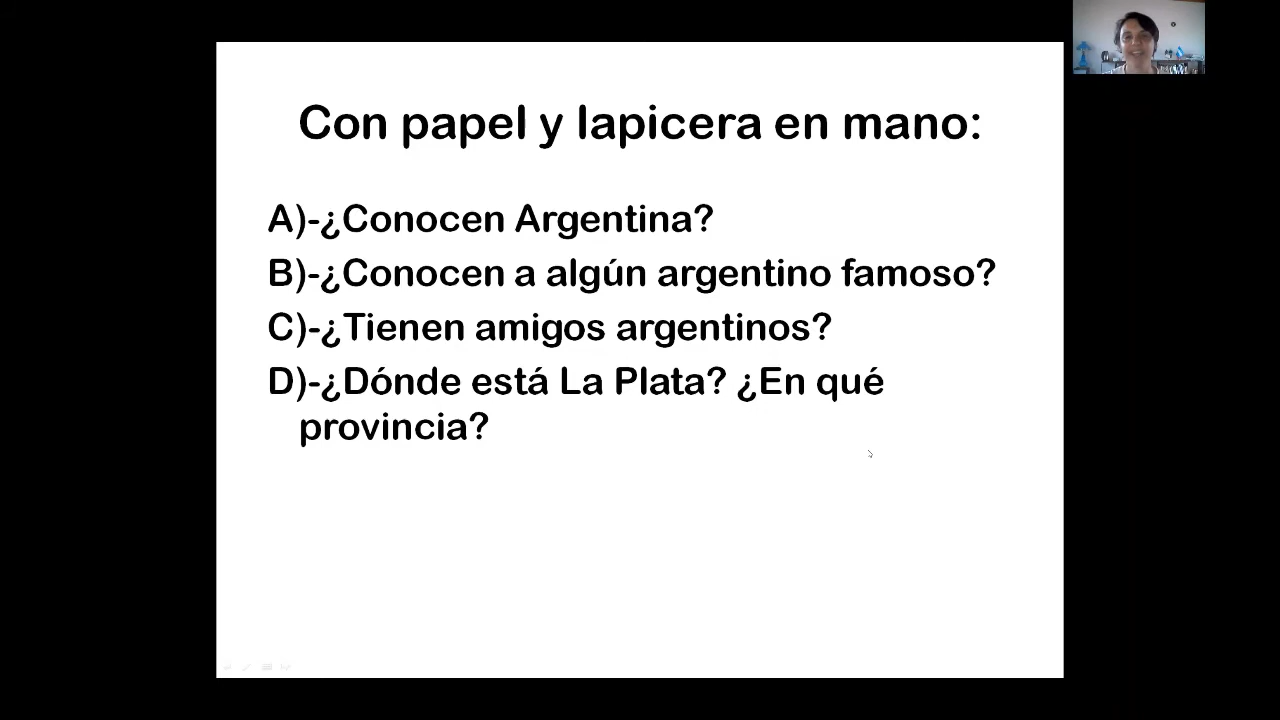 Con papel y lapicera en mano:
A)-¿Conocen Argentina?
B)-¿Conocen a algún argentino famoso?
C)-¿Tienen amigos argentinos?
D)-¿Dónde está La Plata? ¿En qué
provincia?